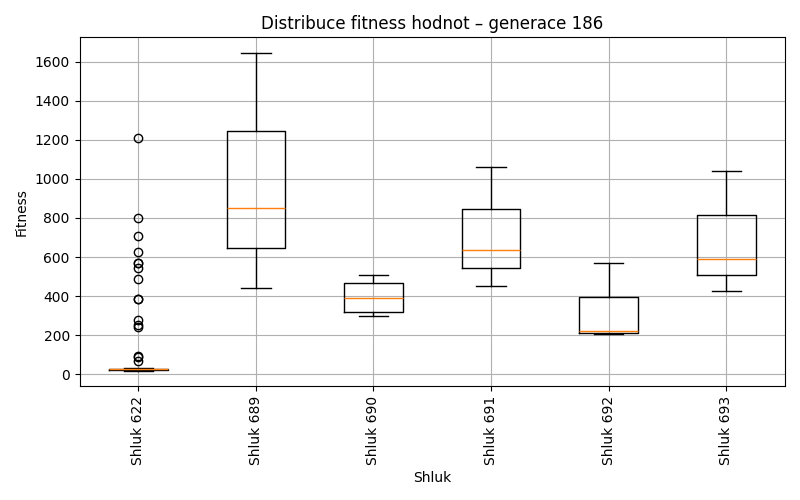 Distribuce fitness hodnot – generace 186
Fitness
1600
1400
1200
1000
800
600
400
200
0
Shluk 622
Shluk 689
Shluk 690
Shluk 691
Shluk 692
Shluk 693
Shluk